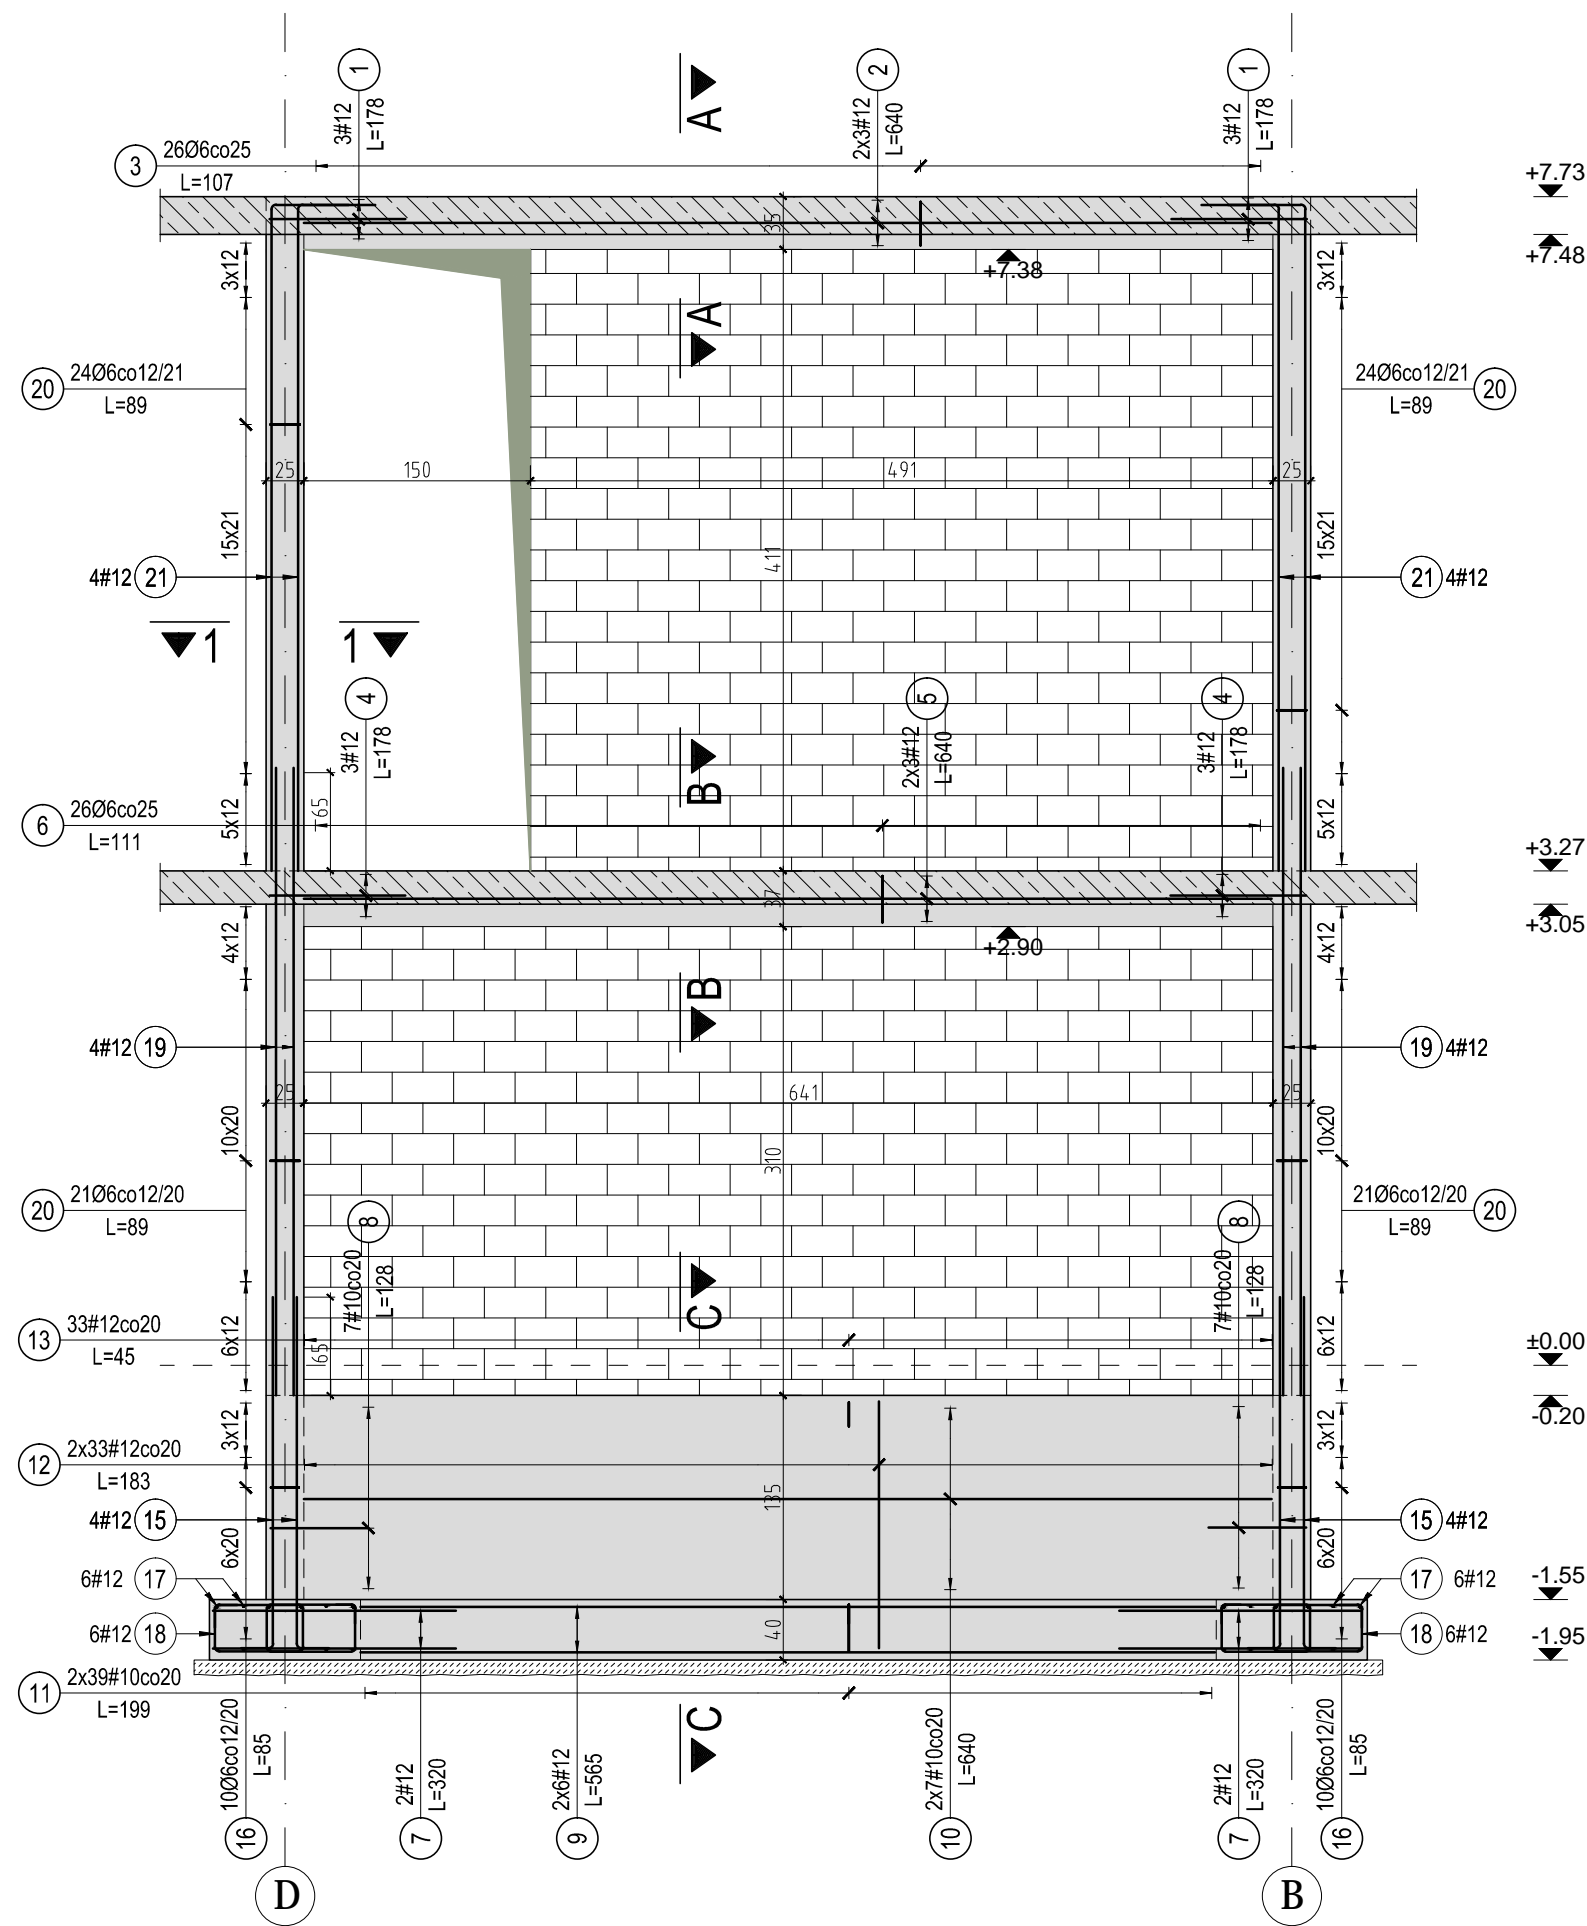 1
3#12
L=178
A
2
2x3#12
L=640
1
3#12
L=178
3
26Ø6co25
L=107
+7.73
35
3x12
+7.38
3x12
+7.48
A
20
24Ø6co12/21
L=89
24Ø6co12/21
L=89
20
25
150
491
25
15x21
411
15x21
4#12
21
21
4#12
1
1
4
3#12
L=178
5
2x3#12
L=640
4
3#12
L=178
B
6
26Ø6co25
L=111
5x12
65
5x12
+3.27
37
4x12
+2.90
4x12
+3.05
B
4#12
19
19
4#12
25
641
25
10x20
310
10x20
20
21Ø6co12/20
L=89
8
7#10co20
L=128
8
7#10co20
L=128
21Ø6co12/20
L=89
20
C
13
33#12co20
L=45
6x12
65
6x12
±0.00
-0.20
3x12
3x12
12
2x33#12co20
L=183
135
4#12
15
15
4#12
6x20
6x20
6#12
17
17
6#12
-1.55
6#12
18
40
18
6#12
-1.95
11
2x39#10co20
L=199
C
10Ø6co12/20
L=85
16
2#12
L=320
7
2x6#12
L=565
9
2x7#10co20
L=640
10
2#12
L=320
7
10Ø6co12/20
L=85
16
D
B